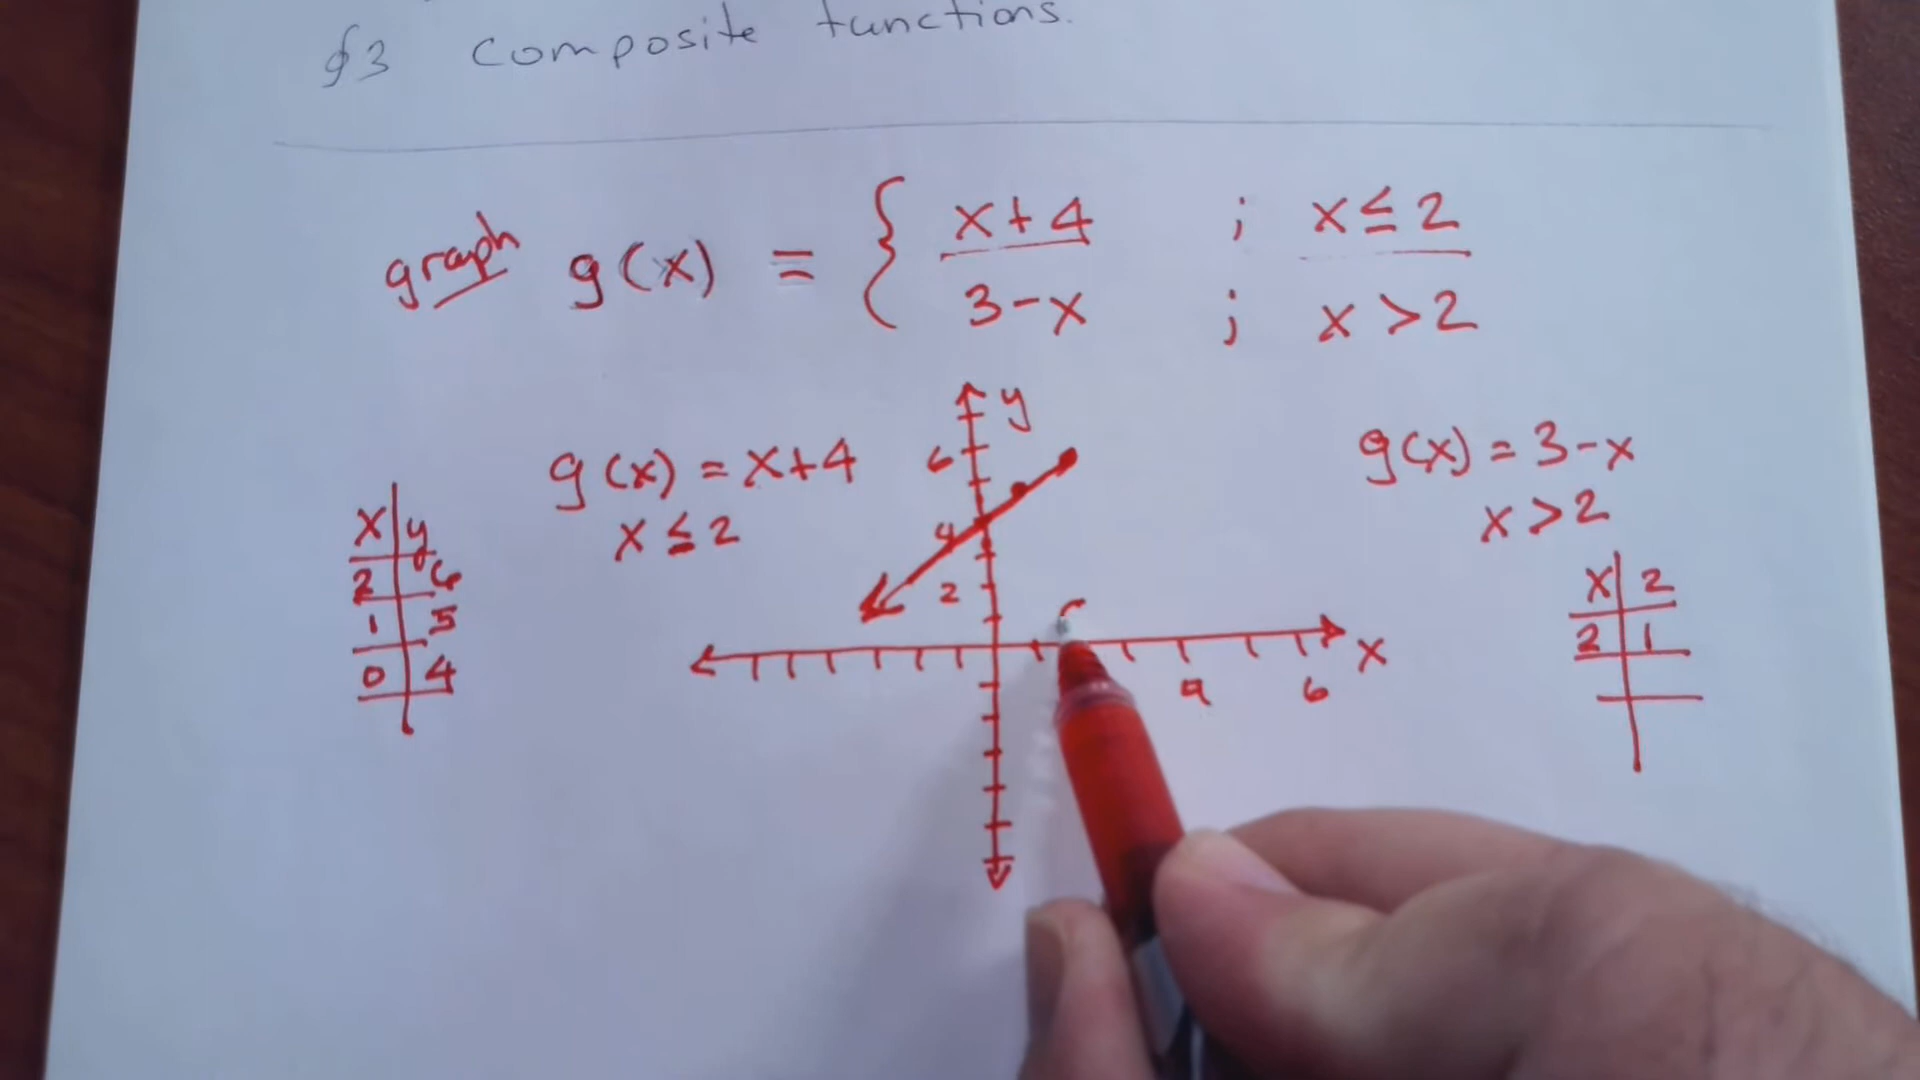 §3 Composite functions.
graph g(x) = { x+4 ; x≤2
3-x ; x>2
g(x) = x+4
x≤2
x y
2 6
1 5
0 4
y
6
4
2
x
4 6
g(x) = 3-x
x>2
x 2
2 1